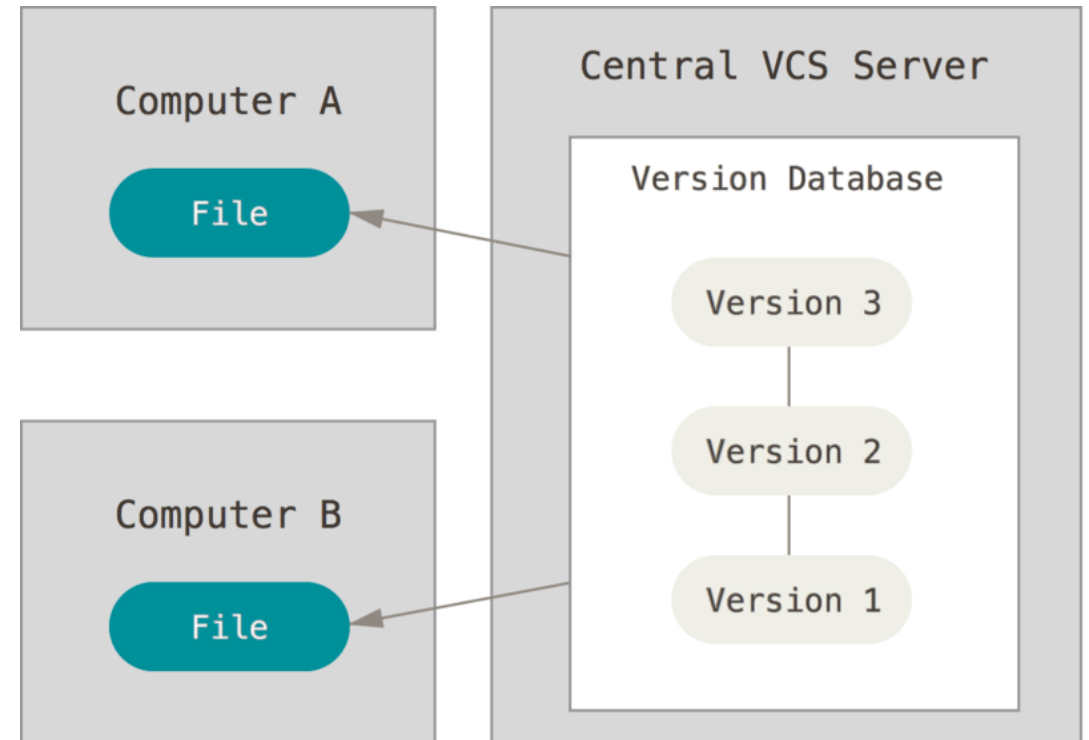 Computer A
File
Computer B
File
Central VCS Server
Version Database
Version 3
Version 2
Version 1